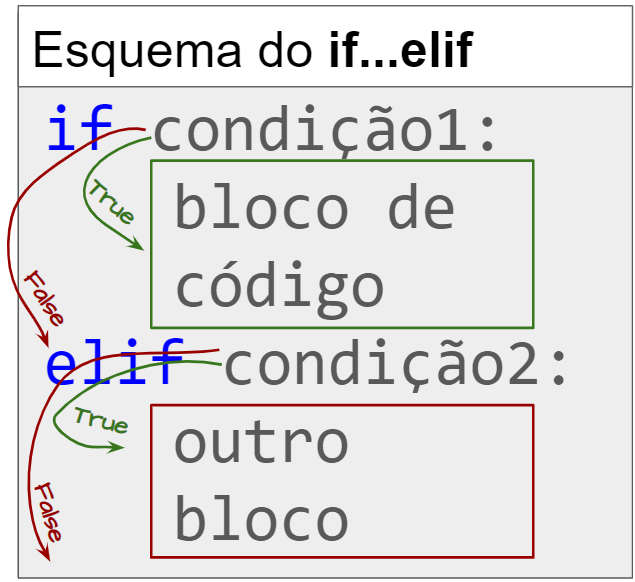 Esquema do if...elif
if condição1:
True
bloco de
código
False
elif condição2:
True
outro
bloco
False